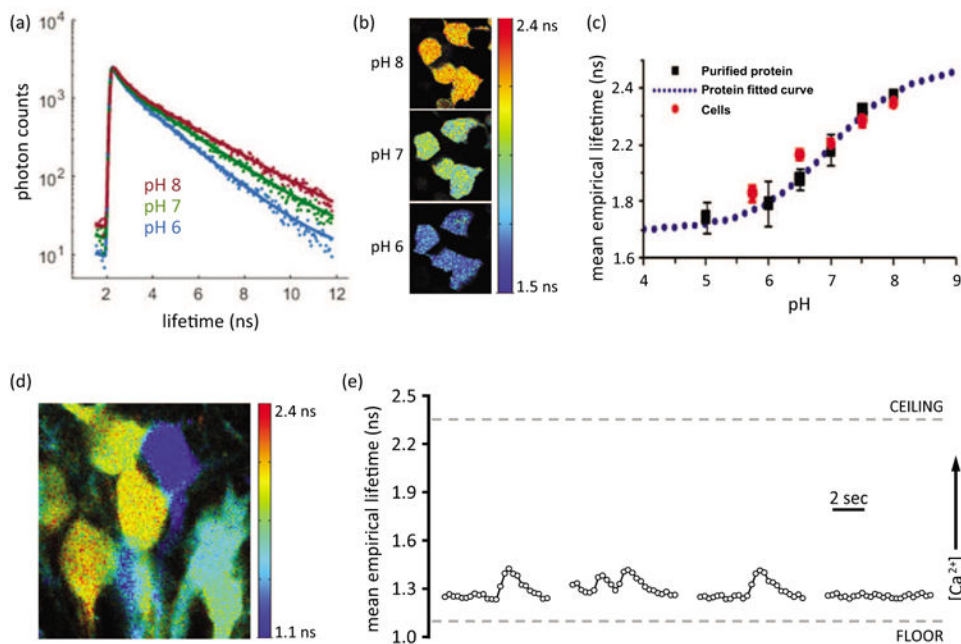 (a)
photon counts
10³
10²
10¹
pH 8
pH 7
pH 6
2 4 6 8 10 12
lifetime (ns)
(b)
pH 8
pH 7
pH 6
2.4 ns
1.5 ns
(c)
mean empirical lifetime (ns)
2.4
2.2
1.8
1.6
Purified protein
Protein fitted curve
Cells
4 5 6 7 8 9
pH
(d)
2.4 ns
1.1 ns
(e)
mean empirical lifetime (ns)
2.5
2.2
1.9
1.6
1.3
1.0
CEILING
2 sec
FLOOR
[Ca²⁺]